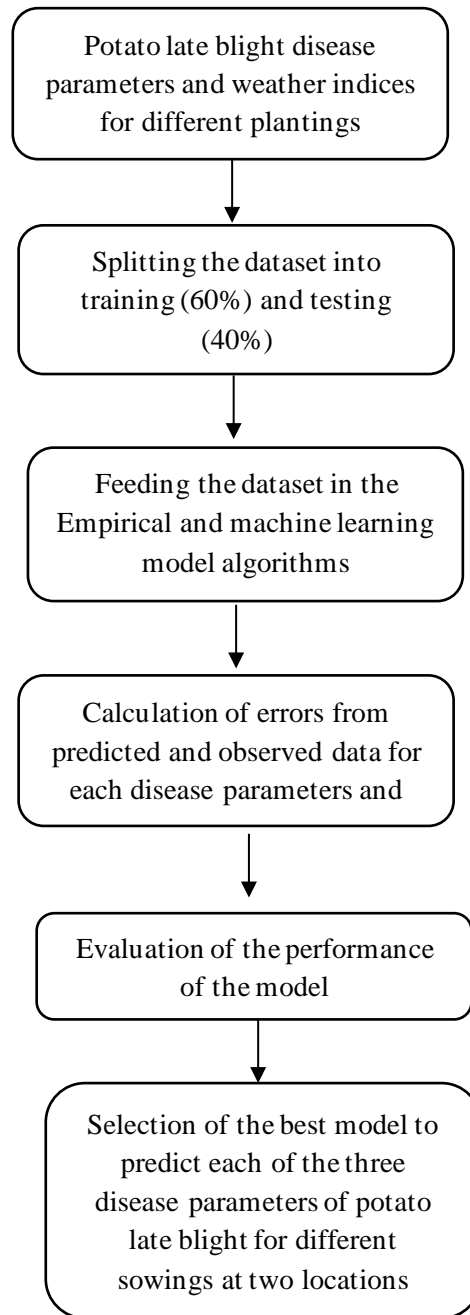 Potato late blight disease
parameters and weather indices
for different plantings
Splitting the dataset into
training (60%) and testing
(40%)
Feeding the dataset in the
Empirical and machine learning
model algorithms
Calculation of errors from
predicted and observed data for
each disease parameters and
Evaluation of the performance
of the model
Selection of the best model to
predict each of the three
disease parameters of potato
late blight for different
sowings at two locations